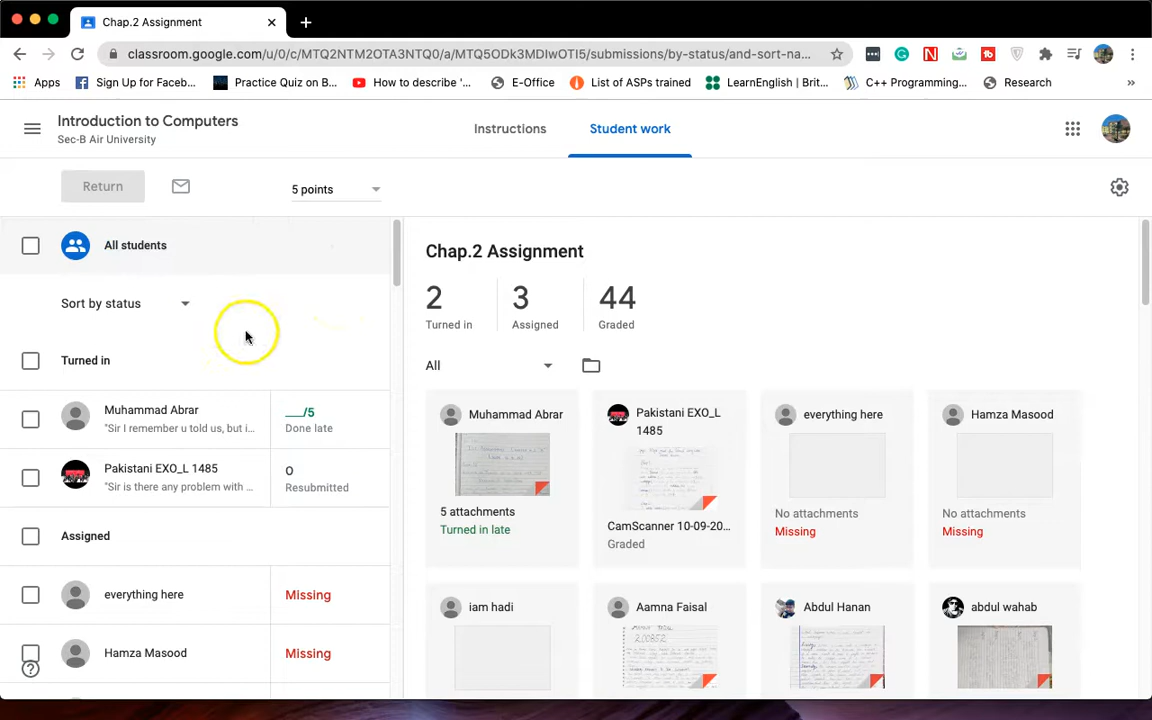 Chap.2 Assignment
classroom.google.com/u/0/c/MTQ2NTM2OTA3NTQ0/a/MTQ5ODk3MDIwOTI5/submissions/by-status/and-sort-na...
Apps
Sign Up for Faceb...
Practice Quiz on B...
How to describe '...
E-Office
List of ASPs trained
LearnEnglish | Brit...
C++ Programming...
Research
»
Introduction to Computers
Sec-B Air University
Instructions
Student work
Return
5 points
All students
Sort by status
Turned in
Muhammad Abrar
"Sir I remember u told us, but i...
___/5
Done late
Pakistani EXO_L 1485
"Sir is there any problem with ...
0
Resubmitted
Assigned
everything here
Missing
Hamza Masood
Missing
Chap.2 Assignment
2
Turned in
3
Assigned
44
Graded
All
Muhammad Abrar
5 attachments
Turned in late
Pakistani EXO_L
1485
CamScanner 10-09-20...
Graded
everything here
No attachments
Missing
Hamza Masood
No attachments
Missing
iam hadi
Aamna Faisal
200852
Abdul Hanan
abdul wahab